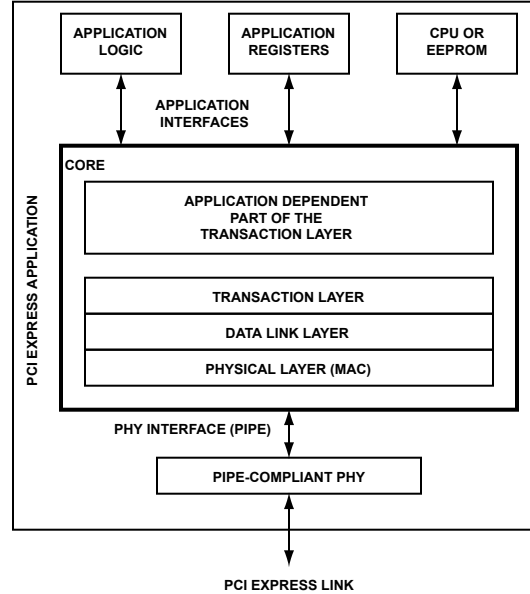 APPLICATION
LOGIC
APPLICATION
REGISTERS
CPU OR
EEPROM
APPLICATION
INTERFACES
PCI EXPRESS APPLICATION
CORE
APPLICATION DEPENDENT
PART OF THE
TRANSACTION LAYER
TRANSACTION LAYER
DATA LINK LAYER
PHYSICAL LAYER (MAC)
PHY INTERFACE (PIPE)
PIPE-COMPLIANT PHY
PCI EXPRESS LINK